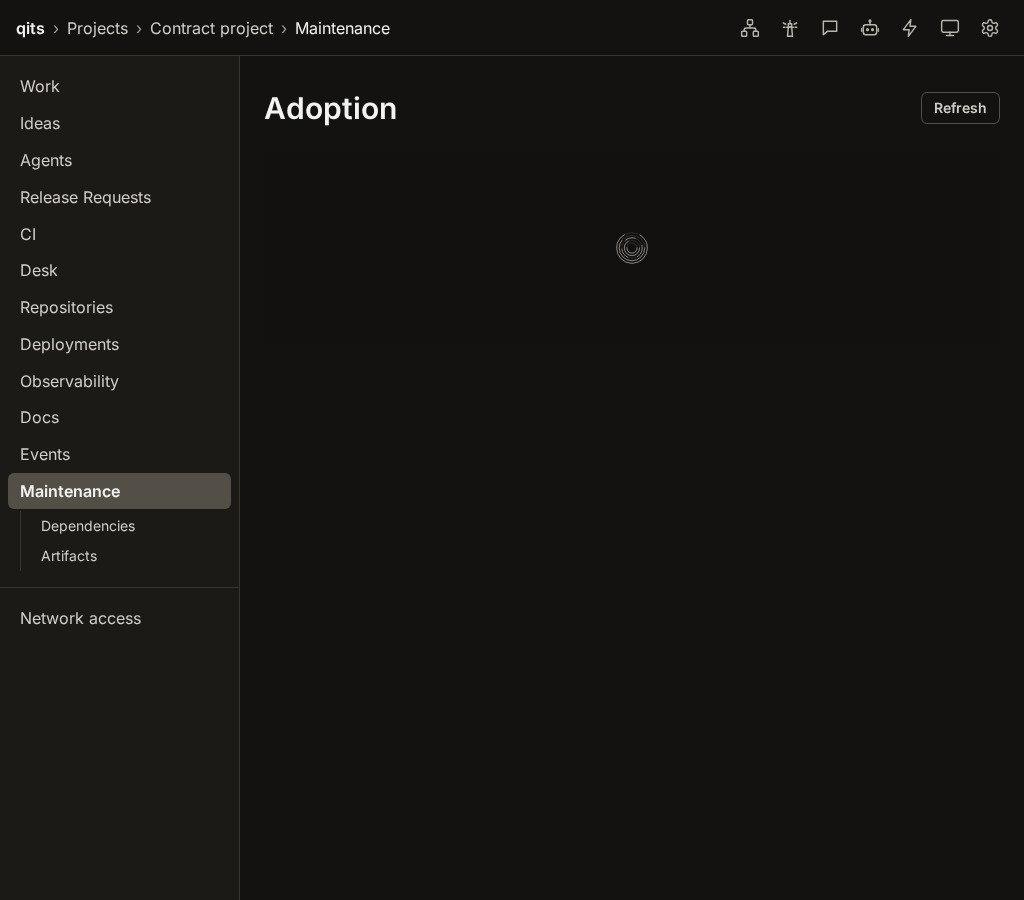 qits › Projects › Contract project › Maintenance
Work
Ideas
Agents
Release Requests
CI
Desk
Repositories
Deployments
Observability
Docs
Events
Maintenance
Dependencies
Artifacts
Network access
Adoption
Refresh